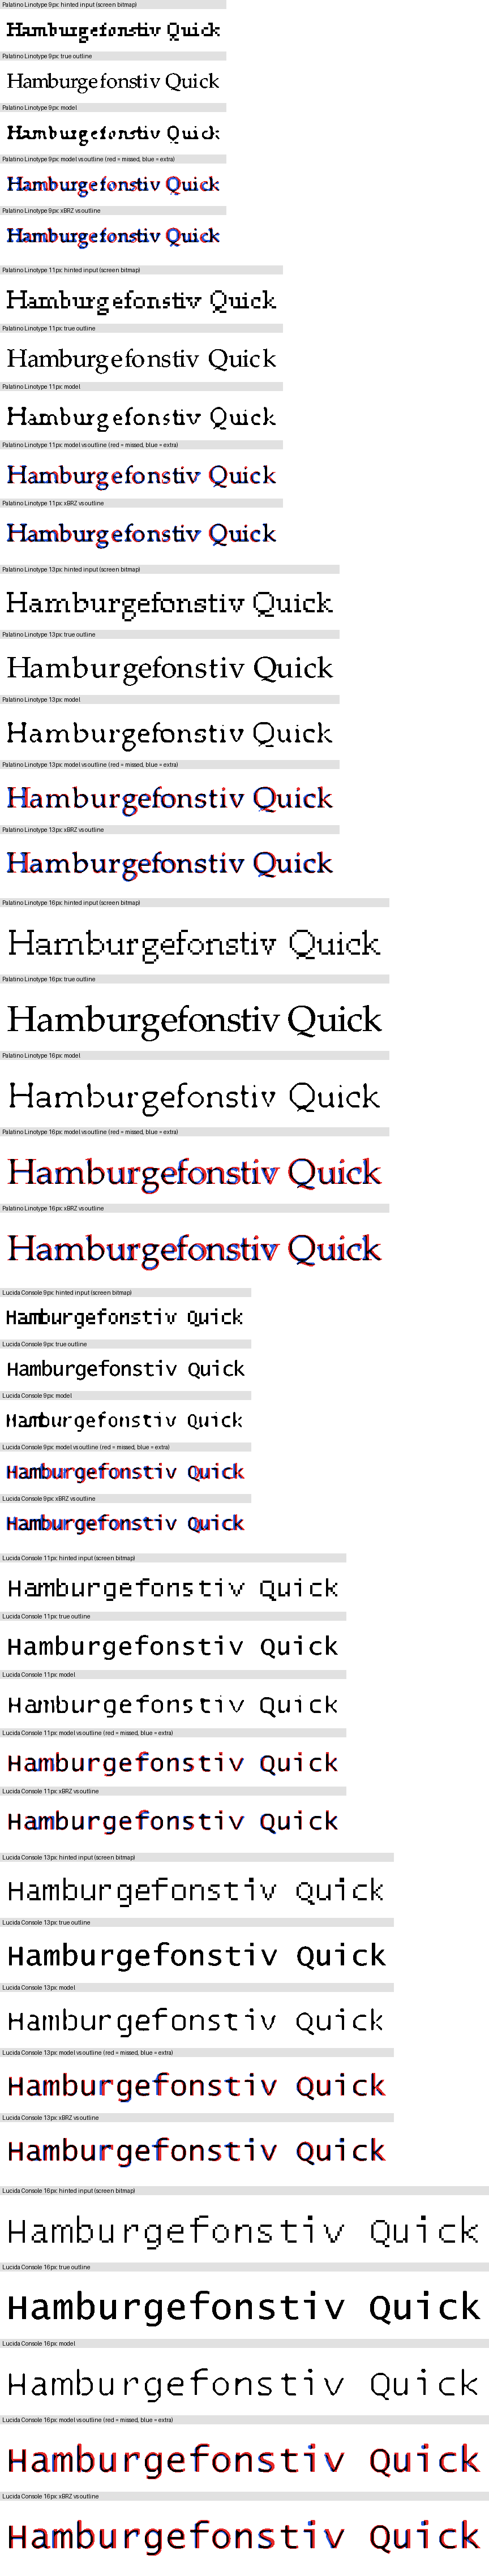 Palatino Linotype 9px: hinted input (screen bitmap)
Hamburgefonstiv Quick
Palatino Linotype 9px: true outline
Hamburgefonstiv Quick
Palatino Linotype 9px: model
Hamburgefonstiv Quick
Palatino Linotype 9px: model vs outline (red = missed, blue = extra)
Hamburgefonstiv Quick
Palatino Linotype 9px: xBRZ vs outline
Hamburgefonstiv Quick
Palatino Linotype 11px: hinted input (screen bitmap)
Hamburgefonstiv Quick
Palatino Linotype 11px: true outline
Hamburgefonstiv Quick
Palatino Linotype 11px: model
Hamburgefonstiv Quick
Palatino Linotype 11px: model vs outline (red = missed, blue = extra)
Hamburgefonstiv Quick
Palatino Linotype 11px: xBRZ vs outline
Hamburgefonstiv Quick
Palatino Linotype 13px: hinted input (screen bitmap)
Hamburgefonstiv Quick
Palatino Linotype 13px: true outline
Hamburgefonstiv Quick
Palatino Linotype 13px: model
Hamburgefonstiv Quick
Palatino Linotype 13px: model vs outline (red = missed, blue = extra)
Hamburgefonstiv Quick
Palatino Linotype 13px: xBRZ vs outline
Hamburgefonstiv Quick
Palatino Linotype 16px: hinted input (screen bitmap)
Hamburgefonstiv Quick
Palatino Linotype 16px: true outline
Hamburgefonstiv Quick
Palatino Linotype 16px: model
Hamburgefonstiv Quick
Palatino Linotype 16px: model vs outline (red = missed, blue = extra)
Hamburgefonstiv Quick
Palatino Linotype 16px: xBRZ vs outline
Hamburgefonstiv Quick
Lucida Console 9px: hinted input (screen bitmap)
Hamburgefonstiv Quick
Lucida Console 9px: true outline
Hamburgefonstiv Quick
Lucida Console 9px: model
Hamburgefonstiv Quick
Lucida Console 9px: model vs outline (red = missed, blue = extra)
Hamburgefonstiv Quick
Lucida Console 9px: xBRZ vs outline
Hamburgefonstiv Quick
Lucida Console 11px: hinted input (screen bitmap)
Hamburgefonstiv Quick
Lucida Console 11px: true outline
Hamburgefonstiv Quick
Lucida Console 11px: model
Hamburgefonstiv Quick
Lucida Console 11px: model vs outline (red = missed, blue = extra)
Hamburgefonstiv Quick
Lucida Console 11px: xBRZ vs outline
Hamburgefonstiv Quick
Lucida Console 13px: hinted input (screen bitmap)
Hamburgefonstiv Quick
Lucida Console 13px: true outline
Hamburgefonstiv Quick
Lucida Console 13px: model
Hamburgefonstiv Quick
Lucida Console 13px: model vs outline (red = missed, blue = extra)
Hamburgefonstiv Quick
Lucida Console 13px: xBRZ vs outline
Hamburgefonstiv Quick
Lucida Console 16px: hinted input (screen bitmap)
Hamburgefonstiv Quick
Lucida Console 16px: true outline
Hamburgefonstiv Quick
Lucida Console 16px: model
Hamburgefonstiv Quick
Lucida Console 16px: model vs outline (red = missed, blue = extra)
Hamburgefonstiv Quick
Lucida Console 16px: xBRZ vs outline
Hamburgefonstiv Quick